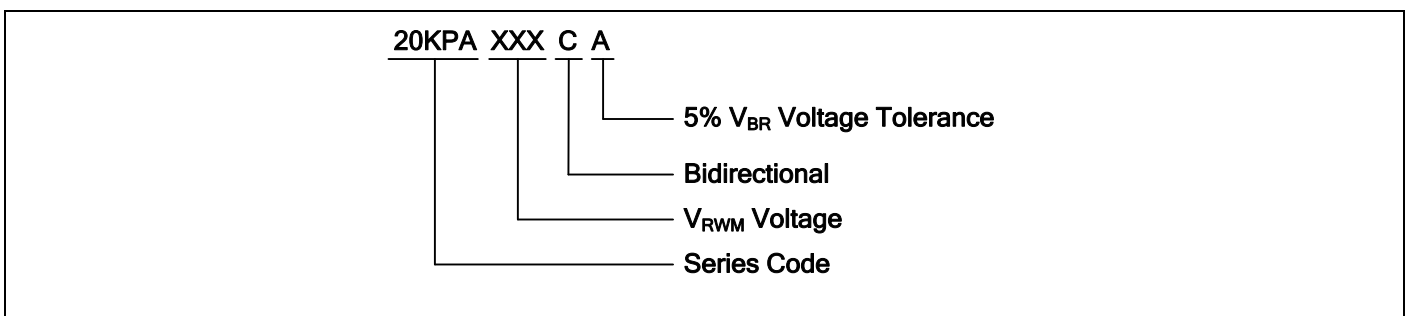 20KPA XXX C A
5% VBR Voltage Tolerance
Bidirectional
VRWM Voltage
Series Code